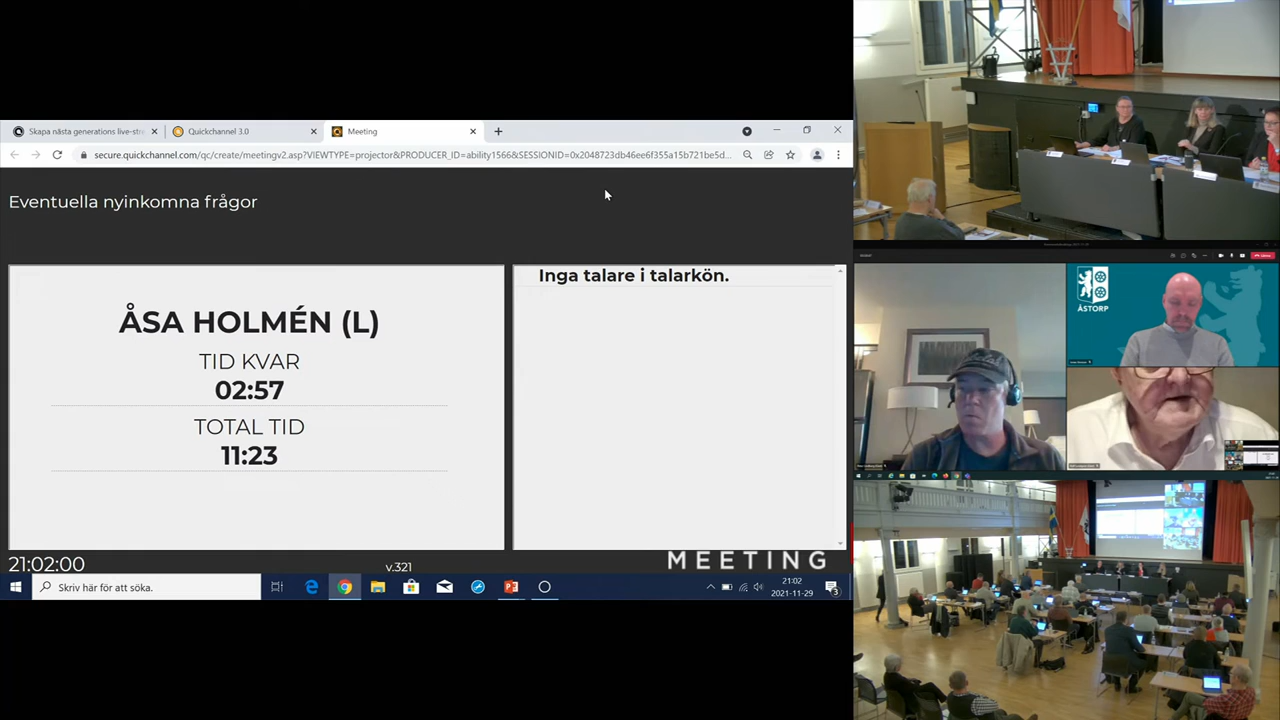 Skapa nästa generations live-stre
Quickchannel 3.0
Meeting
secure.quickchannel.com/qc/create/meetingv2.asp?VIEWTYPE=projector&PRODUCER_ID=ability1566&SESSIONID=0x2048723db46ee6f355a15b721be5d...
Eventuella nyinkomna frågor
ÅSA HOLMÉN (L)
TID KVAR
02:57
TOTAL TID
11:23
Inga talare i talarkön.
21:02:00
v.321
MEETING
Skriv här för att söka.
21:02
2021-11-29
3
ÅSTORP